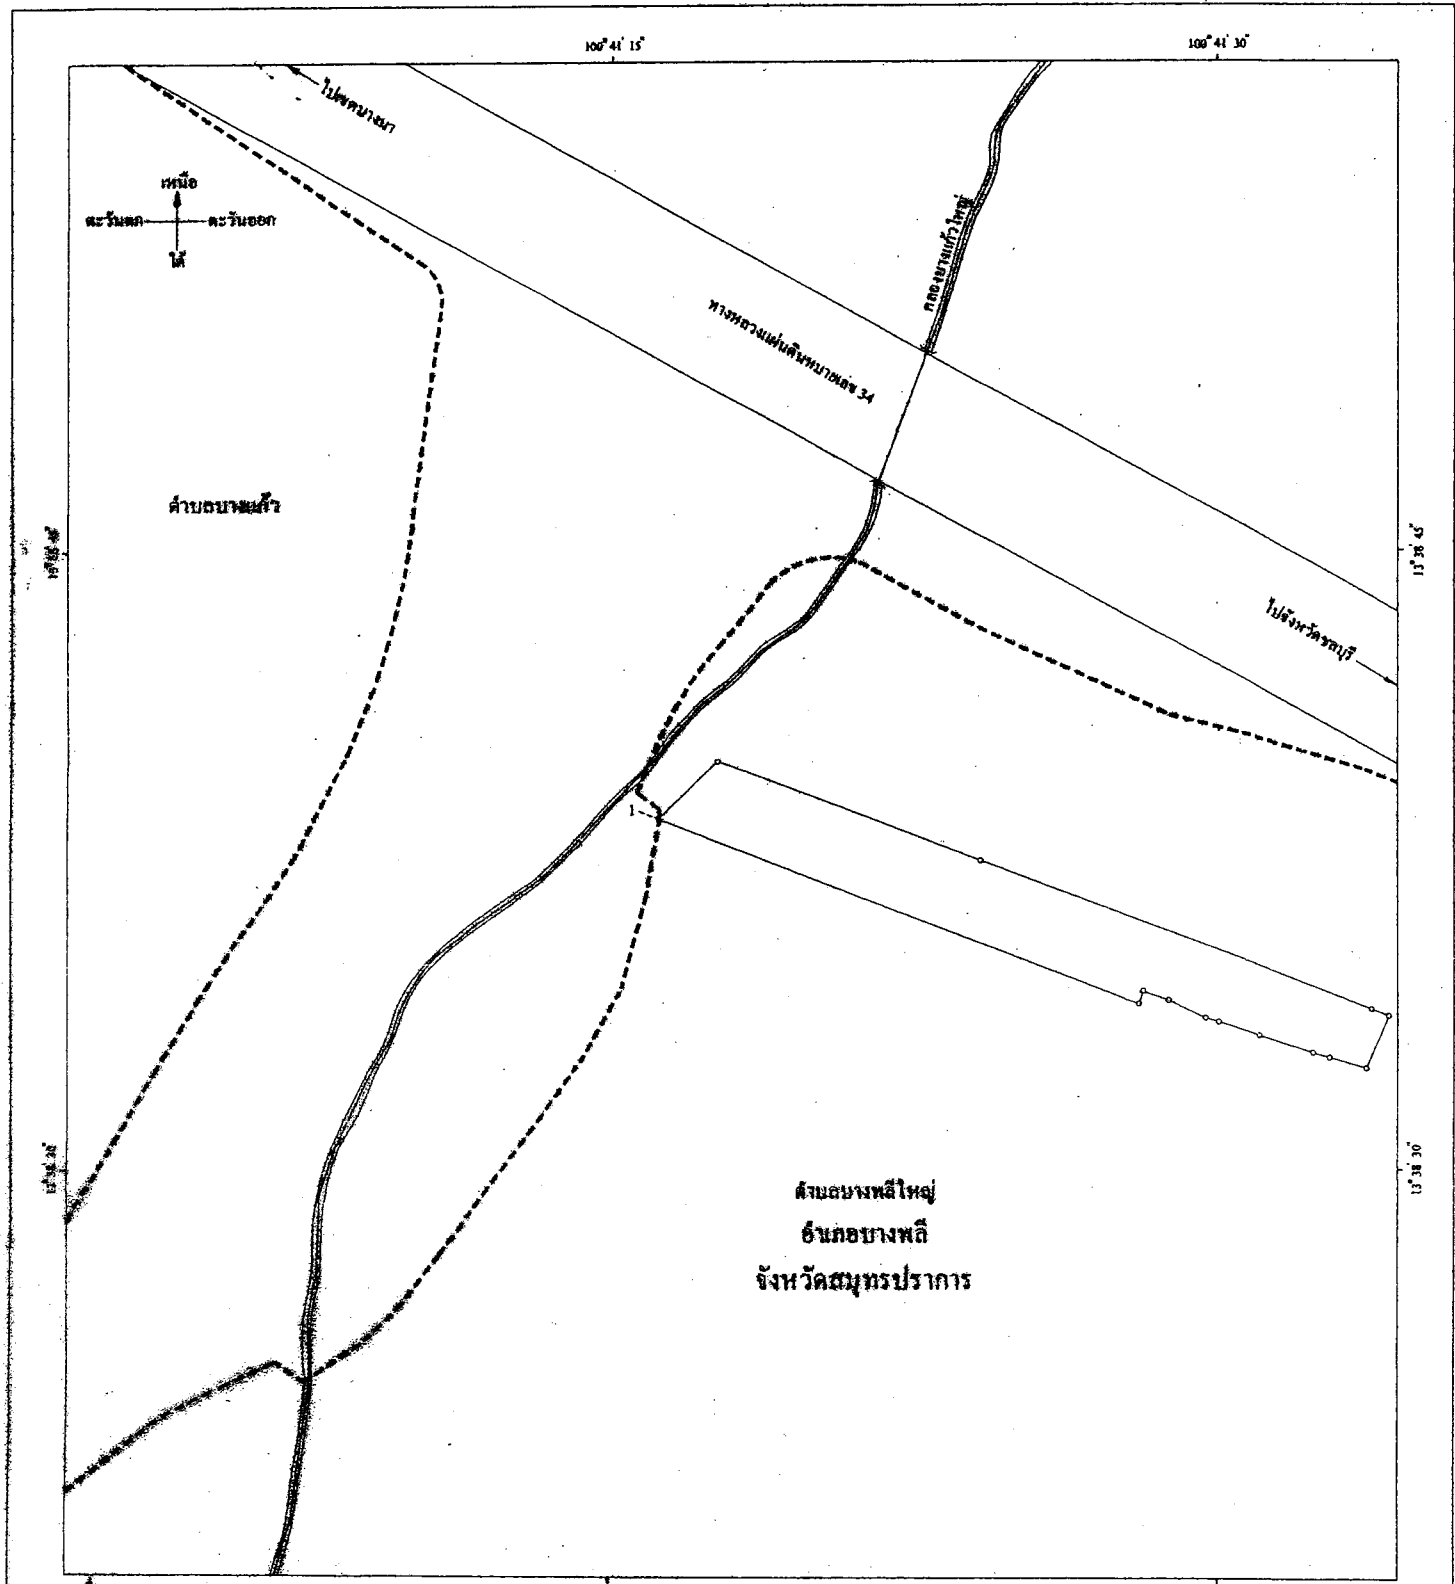 100° 41' 15"
100° 41' 30"
ไปเขตบางนา
เหนือ
ตะวันตก
ตะวันออก
ใต้
คลองบางแก้วใหญ่
ทางหลวงแผ่นดินหมายเลข 34
ตำบลบางแก้ว
13° 38' 45"
ไปจังหวัดชลบุรี
1
13° 38' 30"
13° 38' 30"
ตำบลบางพลีใหญ่
อำเภอบางพลี
จังหวัดสมุทรปราการ